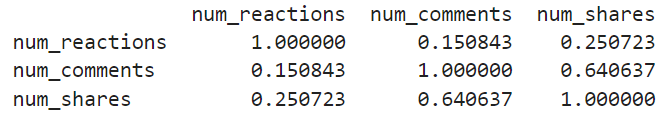 num_reactions num_comments num_shares
num_reactions 1.000000 0.150843 0.250723
num_comments 0.150843 1.000000 0.640637
num_shares 0.250723 0.640637 1.000000